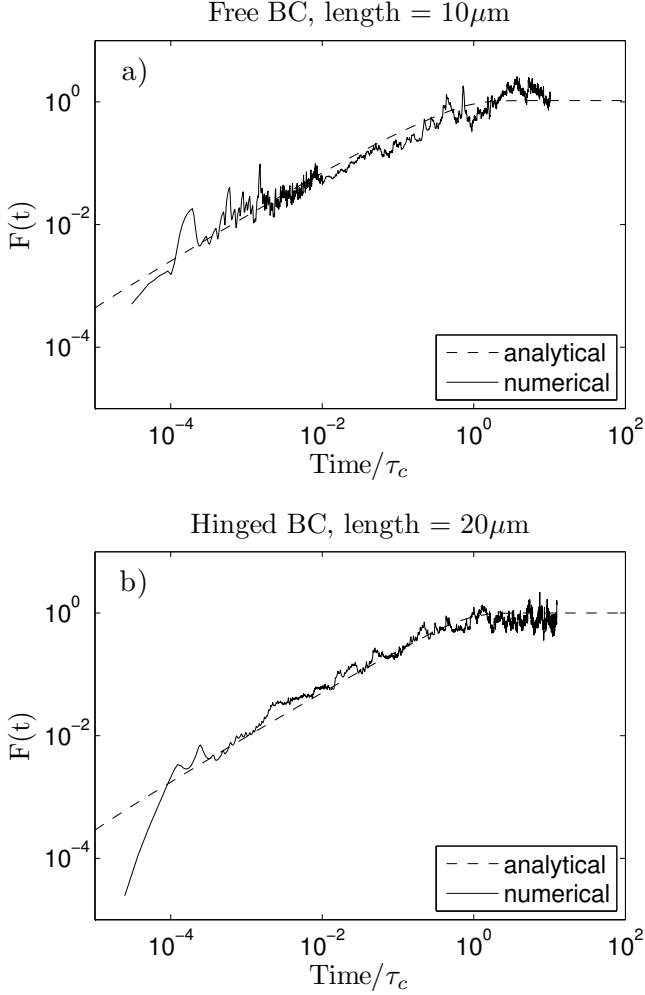 Free BC, length = 10μm
a)
10^0
10^-2
10^-4
F(t)
analytical
numerical
10^-4 10^-2 10^0 10^2
Time/τ_c
Hinged BC, length = 20μm
b)
10^0
10^-2
10^-4
F(t)
analytical
numerical
10^-4 10^-2 10^0 10^2
Time/τ_c